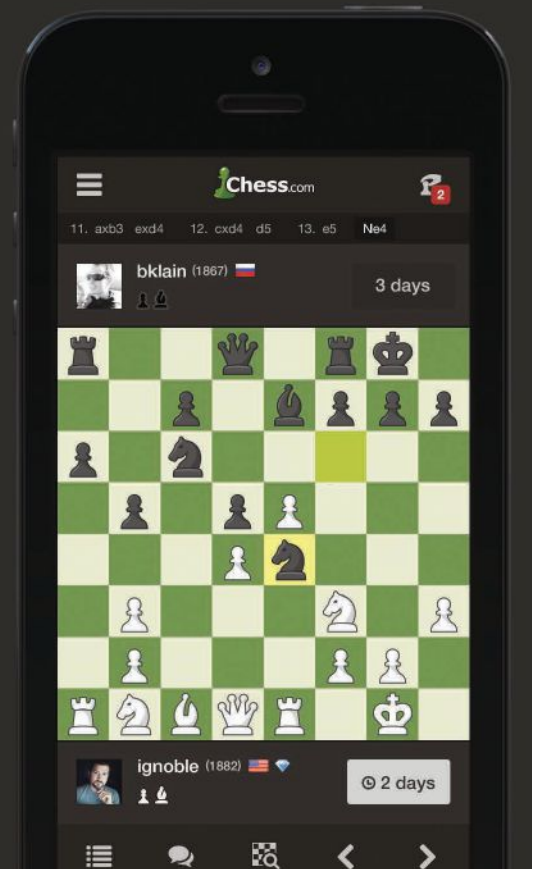 Chess.com
2
11. axb3 exd4 12. cxd4 d5 13. e5 Ne4
bklain (1867)
3 days
ignoble (1882)
2 days